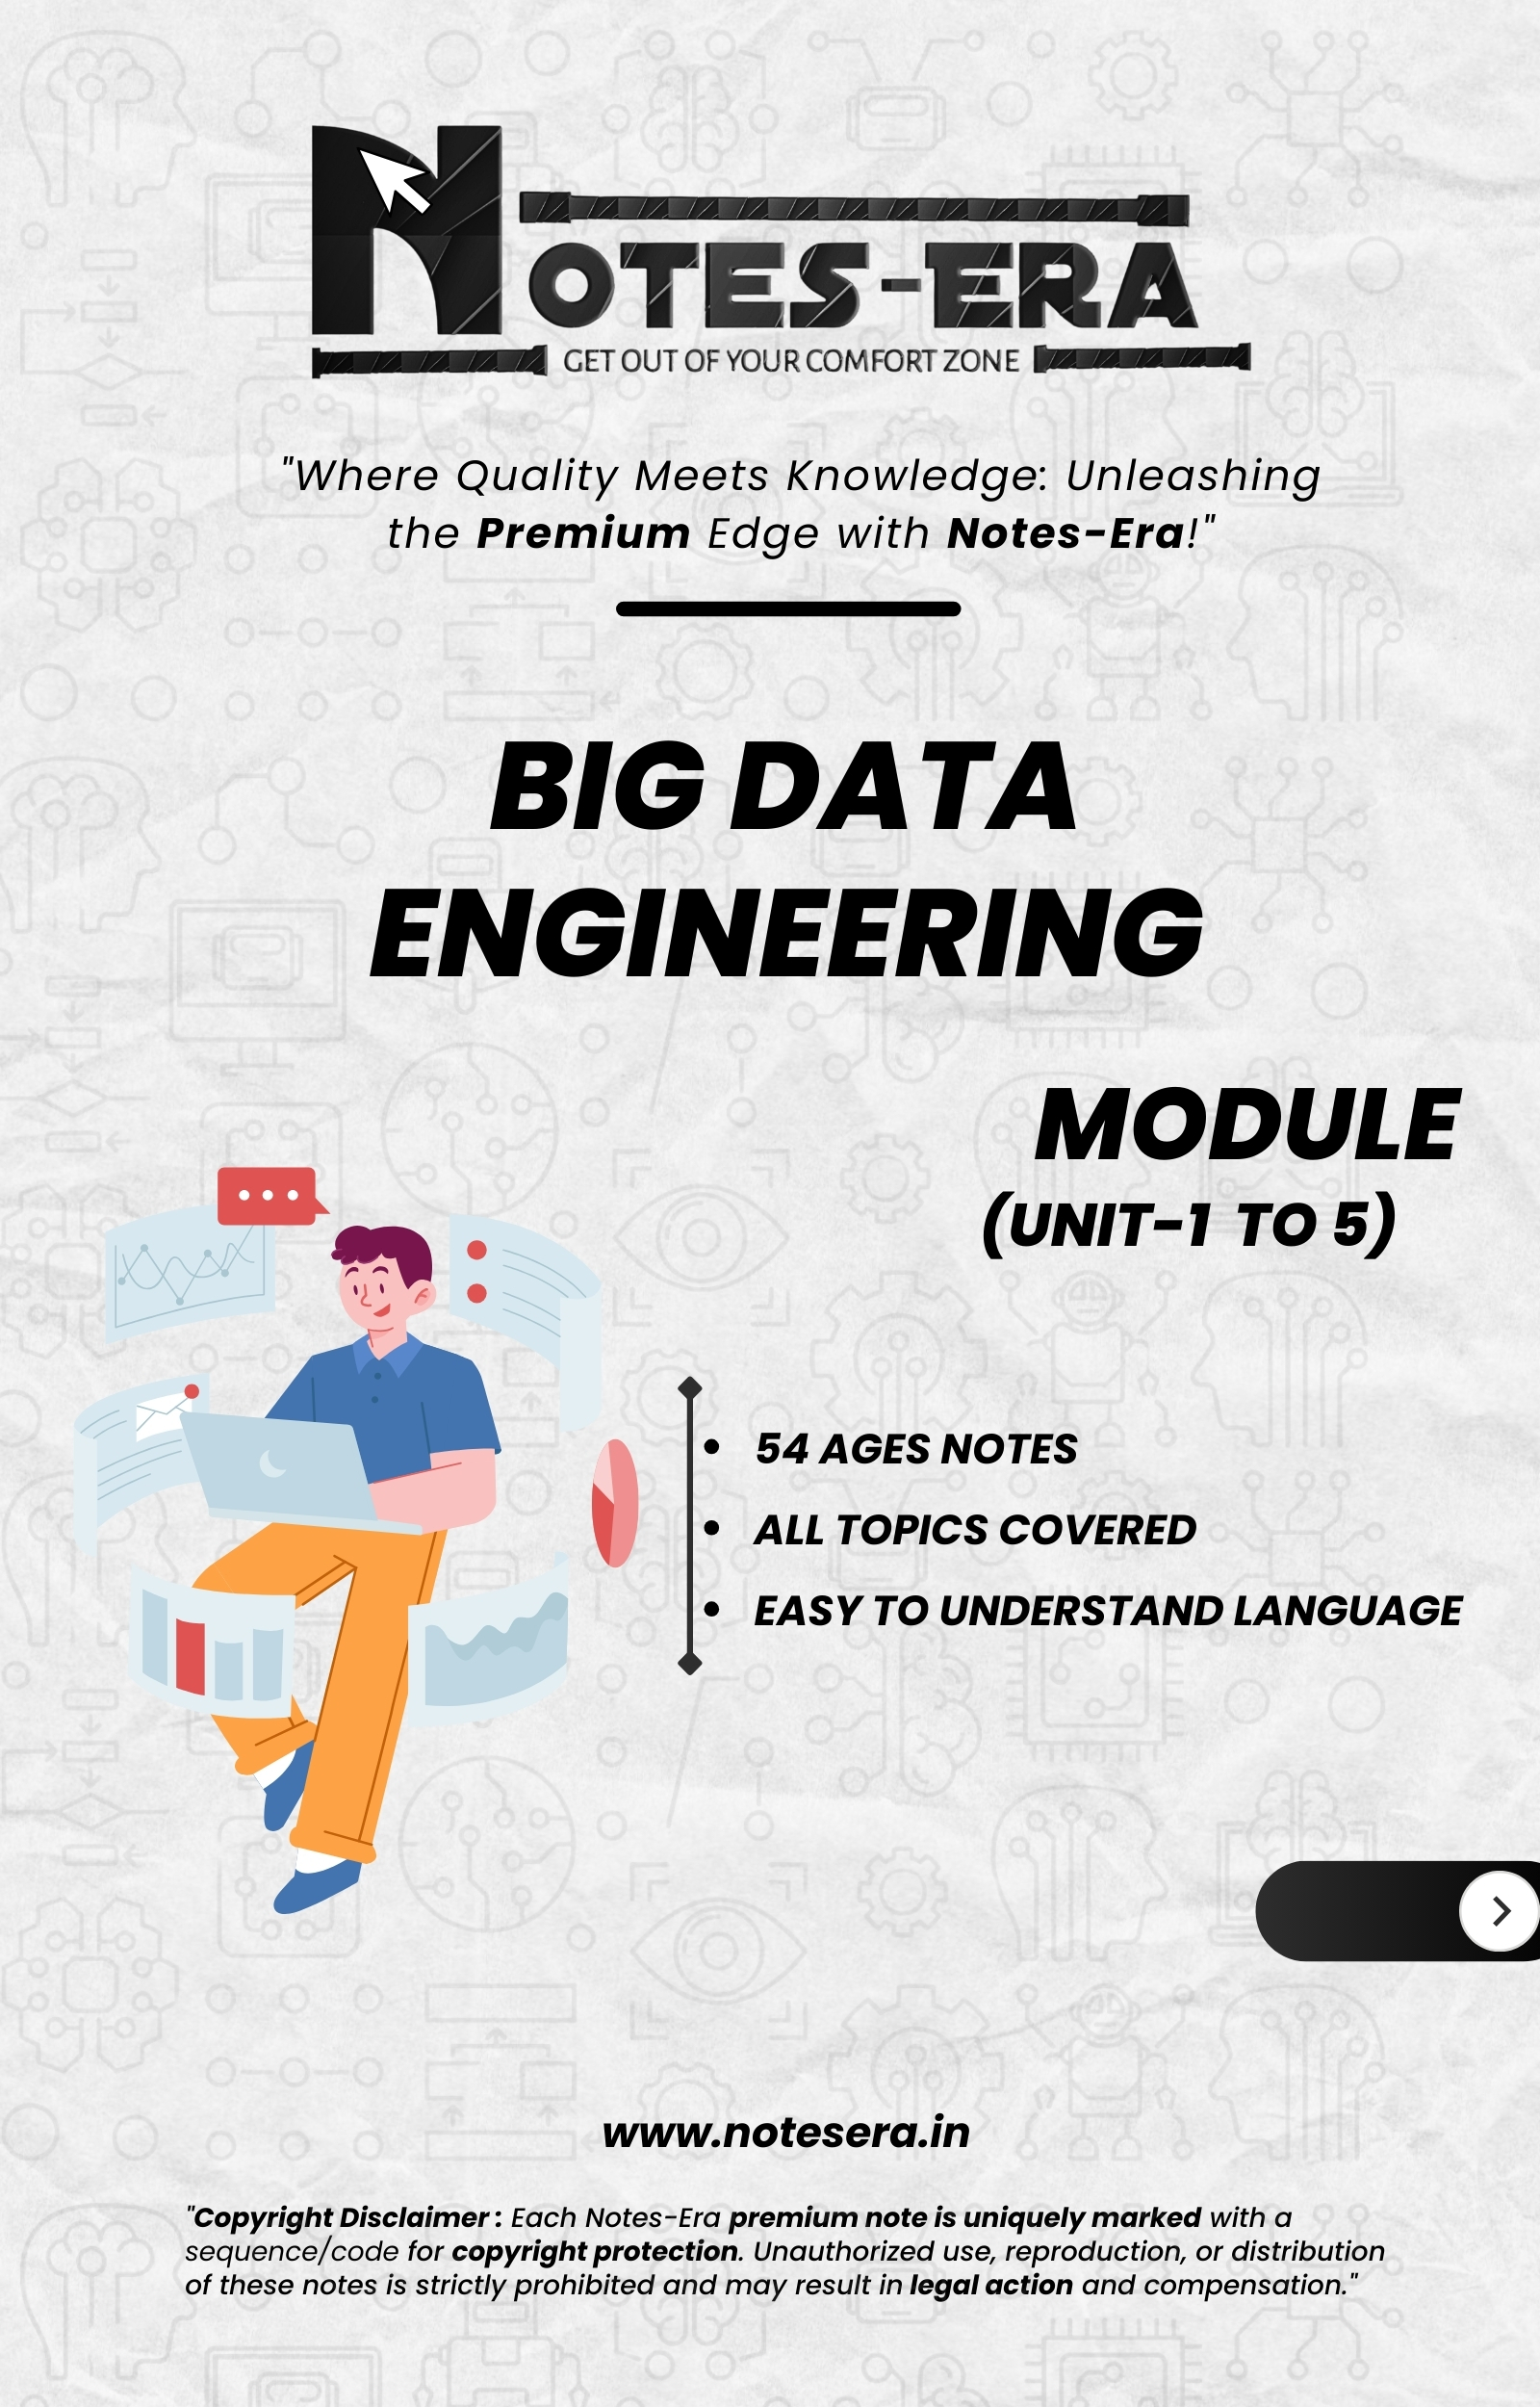 NOTES-ERA
GET OUT OF YOUR COMFORT ZONE
"Where Quality Meets Knowledge: Unleashing
the Premium Edge with Notes-Era!"
BIG DATA
ENGINEERING
MODULE
(UNIT-1 TO 5)
• 54 AGES NOTES
• ALL TOPICS COVERED
• EASY TO UNDERSTAND LANGUAGE
www.notesera.in
"Copyright Disclaimer : Each Notes-Era premium note is uniquely marked with a
sequence/code for copyright protection. Unauthorized use, reproduction, or distribution
of these notes is strictly prohibited and may result in legal action and compensation."